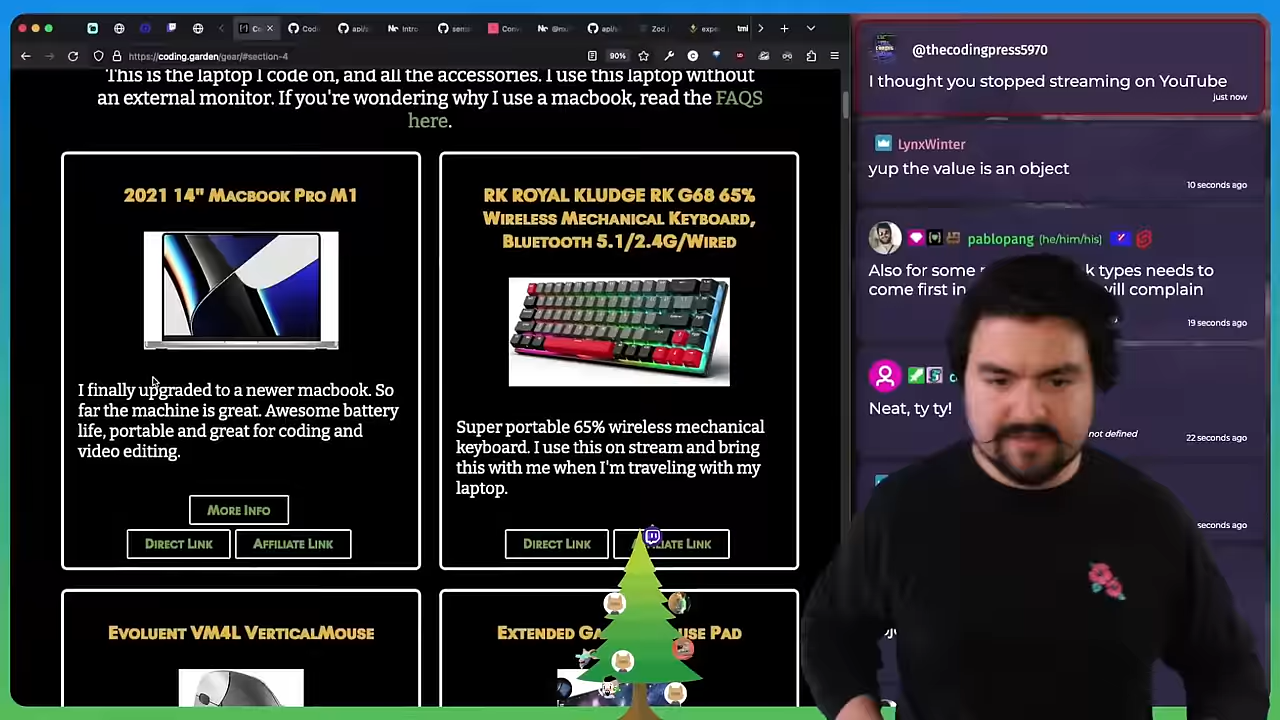 Intro
https://coding.garden/gear/#section-4
90%
This is the laptop I code on, and all the accessories. I use this laptop without
an external monitor. If you're wondering why I use a macbook, read the FAQS
here.
2021 14" Macbook Pro M1
I finally upgraded to a newer macbook. So
far the machine is great. Awesome battery
life, portable and great for coding and
video editing.
More Info
Direct Link
Affiliate Link
RK ROYAL KLUDGE RK G68 65%
Wireless Mechanical Keyboard,
Bluetooth 5.1/2.4G/Wired
Super portable 65% wireless mechanical
keyboard. I use this on stream and bring
this with me when I'm traveling with my
laptop.
Direct Link
Link
Evoluent VM4L VerticalMouse
Extended
Pad
@thecodingpress5970
I thought you stopped streaming on YouTube
just now
LynxWinter
yup the value is an object
10 seconds ago
pablopang (he/him/his)
Also for some
types needs to
come first in
will complain
19 seconds ago
Neat, ty ty!
not defined
22 seconds ago